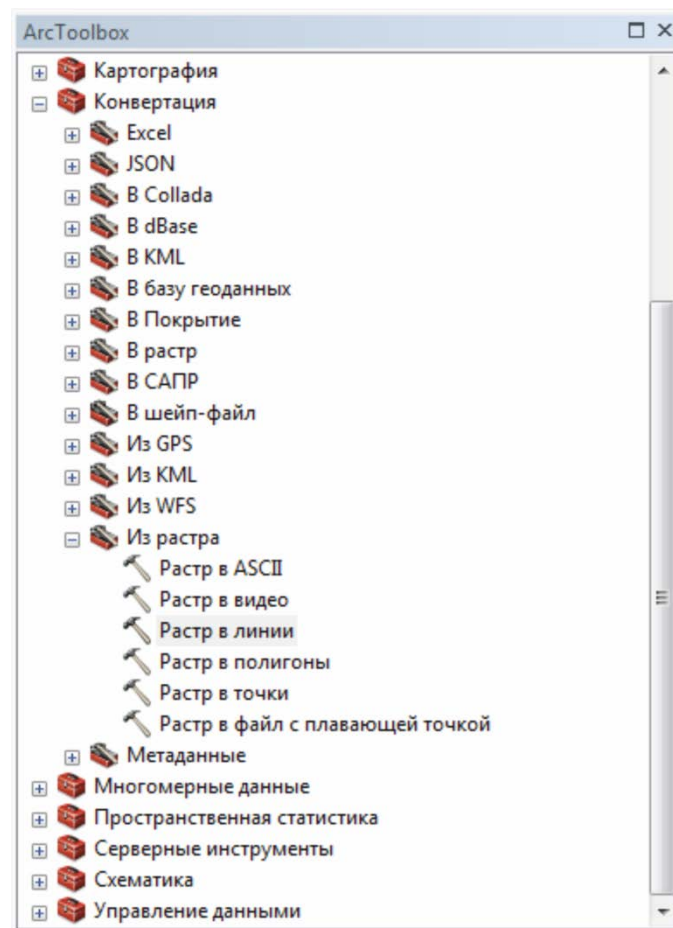 ArcToolbox
Картография
Конвертация
Excel
JSON
В Collada
В dBase
В KML
В базу геоданных
В Покрытие
В растр
В САПР
В шейп-файл
Из GPS
Из KML
Из WFS
Из растра
Растр в ASCII
Растр в видео
Растр в линии
Растр в полигоны
Растр в точки
Растр в файл с плавающей точкой
Метаданные
Многомерные данные
Пространственная статистика
Серверные инструменты
Схематика
Управление данными